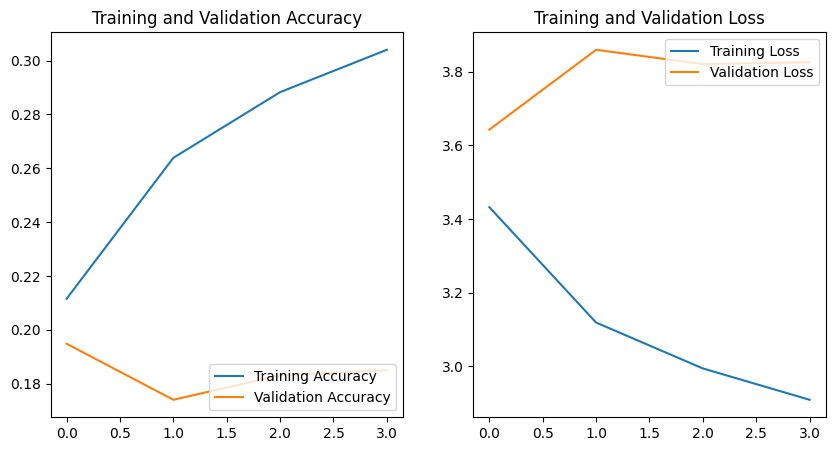 Training and Validation Accuracy
0.30
0.28
0.26
0.24
0.22
0.20
0.18
0.0 0.5 1.0 1.5 2.0 2.5 3.0
Training Accuracy
Validation Accuracy
Training and Validation Loss
3.8
3.6
3.4
3.2
3.0
0.0 0.5 1.0 1.5 2.0 2.5 3.0
Training Loss
Validation Loss